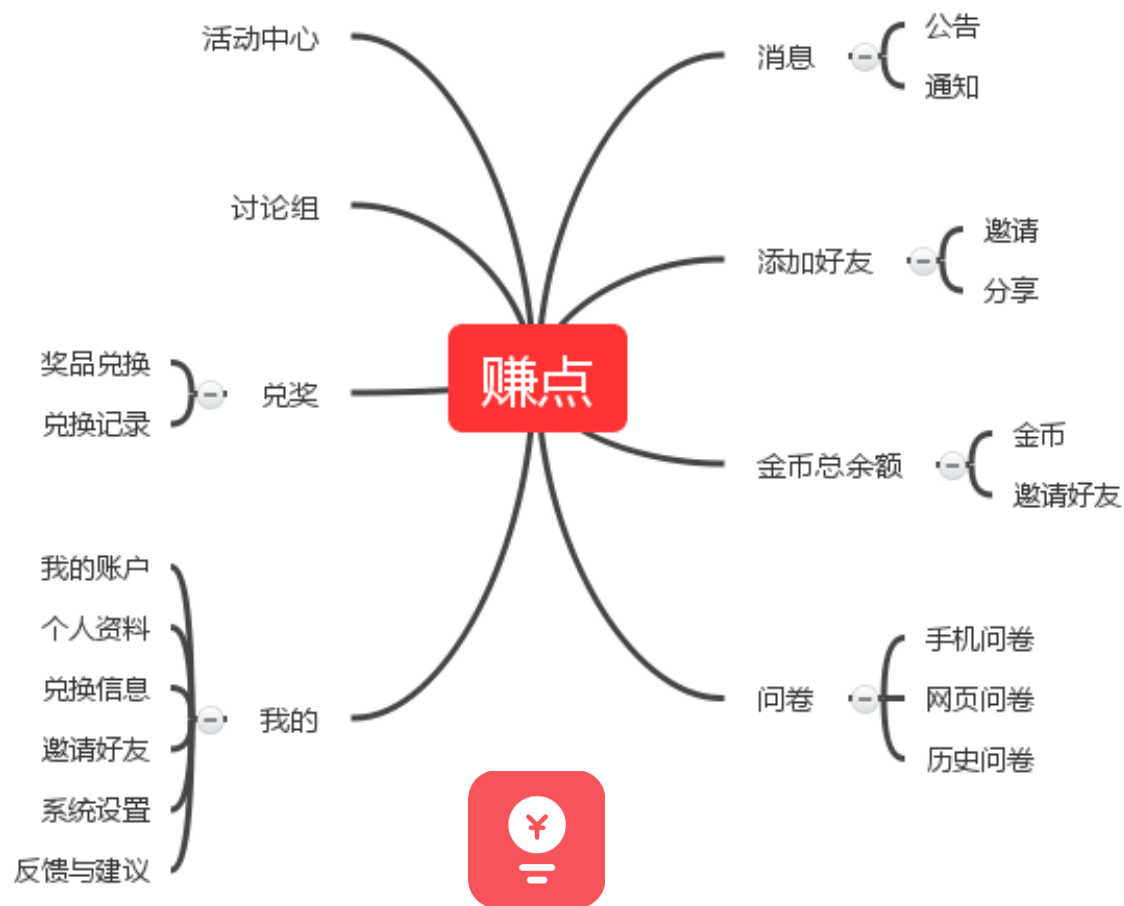 赚点
消息
公告
通知
添加好友
邀请
分享
金币总余额
金币
邀请好友
问卷
手机问卷
网页问卷
历史问卷
活动中心
讨论组
兑奖
奖品兑换
兑换记录
我的
我的账户
个人资料
兑换信息
邀请好友
系统设置
反馈与建议
¥